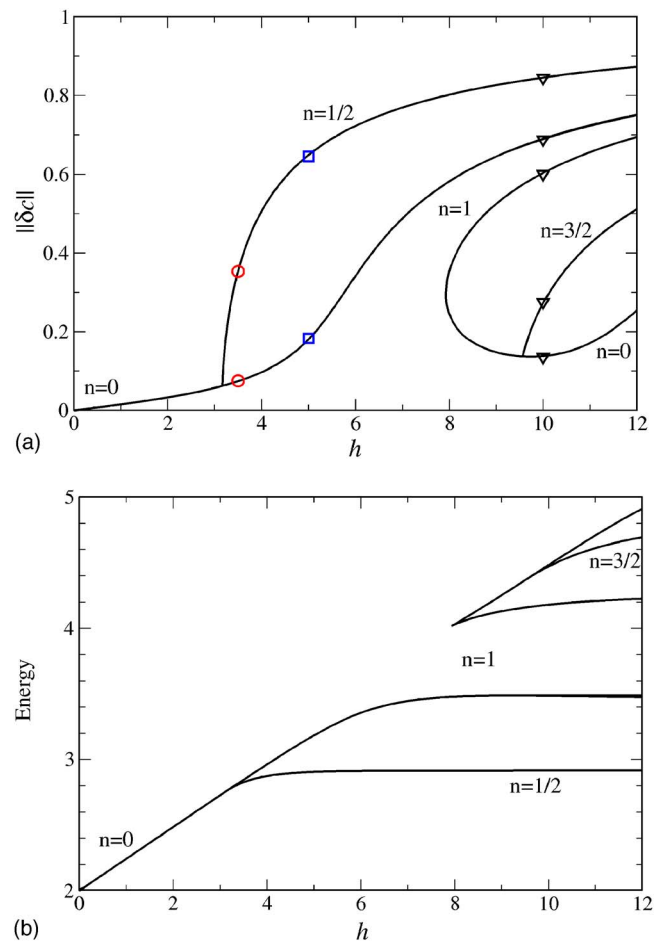 1
0.8
0.6
0.4
0.2
0
||δc||
n=1/2
n=1
n=3/2
n=0
n=0
0 2 4 6 8 10 12
(a)
h
5
4
3
2
Energy
n=3/2
n=1
n=1/2
n=0
0 2 4 6 8 10 12
(b)
h